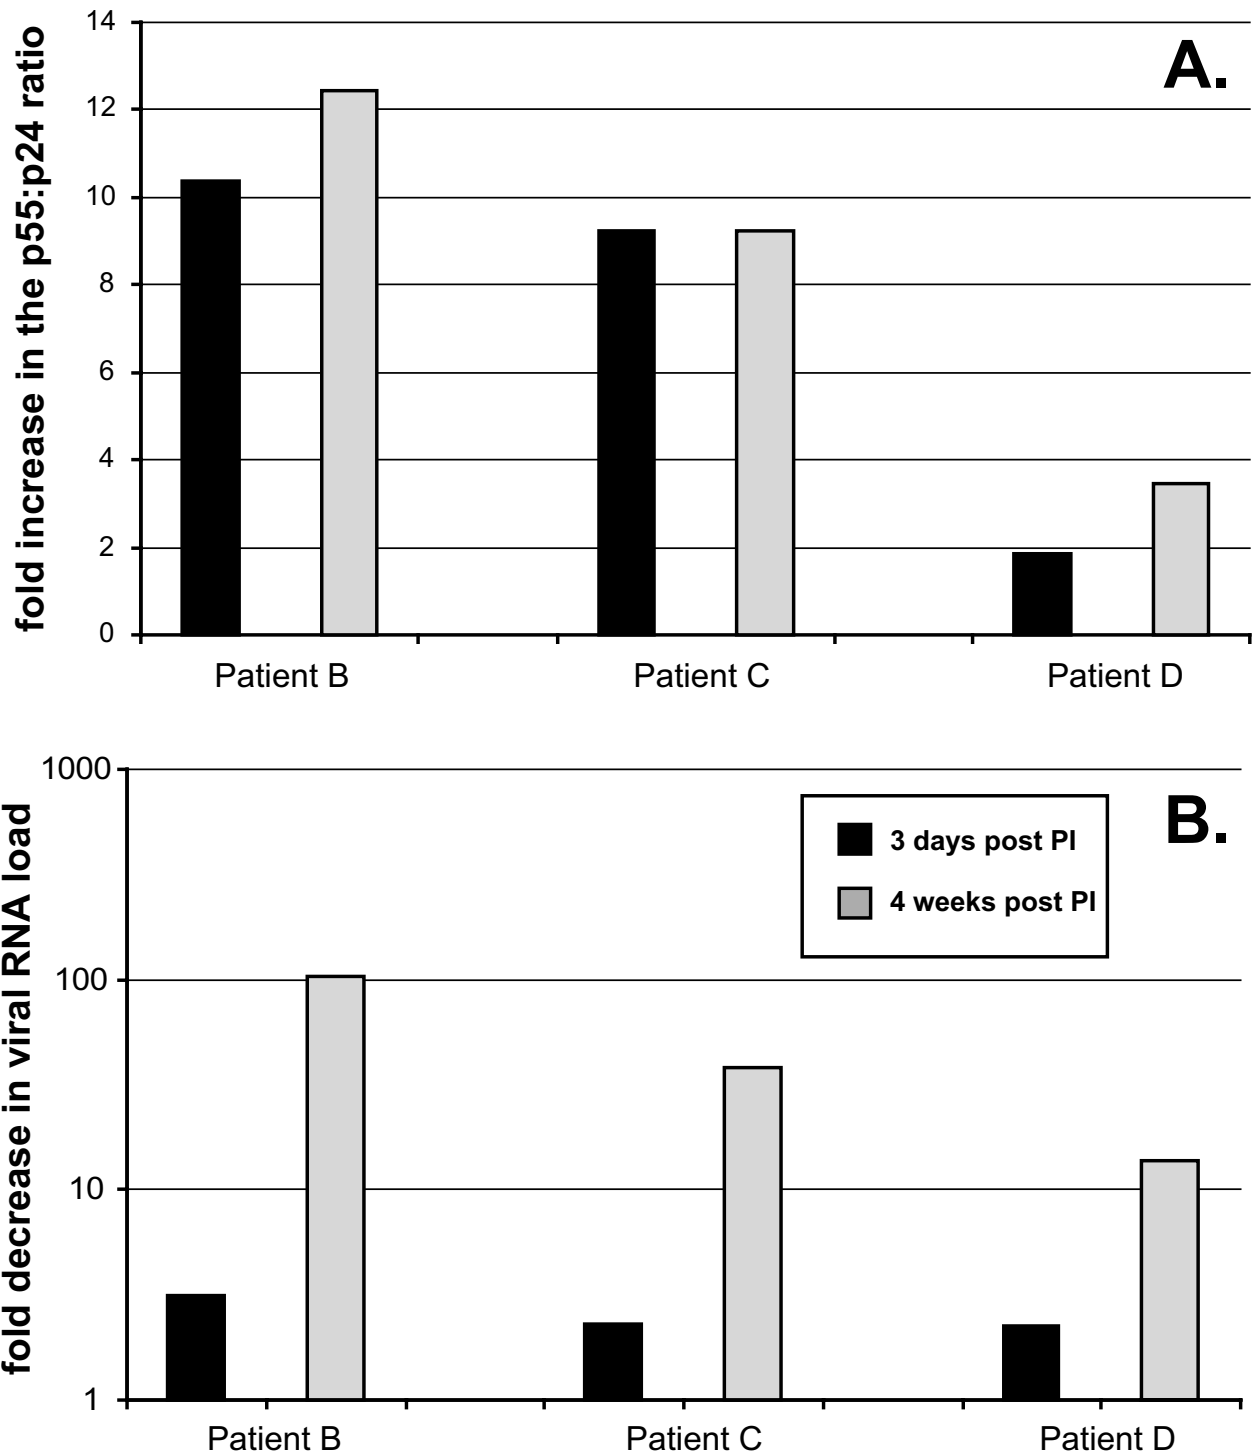 A.
fold increase in the p55:p24 ratio
14
12
10
8
6
4
2
0
Patient B
Patient C
Patient D
B.
fold decrease in viral RNA load
1000
100
10
1
3 days post PI
4 weeks post PI
Patient B
Patient C
Patient D